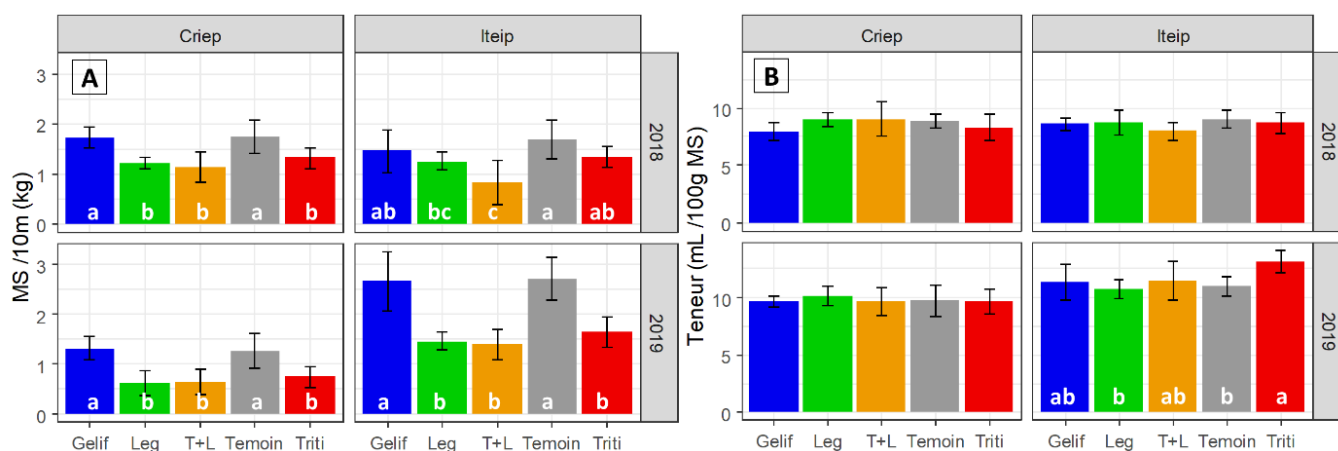 Criep
Iteip
A
MS /10m (kg)
3
2
1
0
a
b
b
a
b
ab
bc
c
a
ab
2018
3
2
1
0
a
b
b
a
b
a
b
b
a
b
2019
Gelif Leg T+L Temoin Triti
Gelif Leg T+L Temoin Triti
Criep
Iteip
B
Teneur (mL /100g MS)
10
5
0
2018
10
5
0
ab
b
ab
b
a
2019
Gelif Leg T+L Temoin Triti
Gelif Leg T+L Temoin Triti